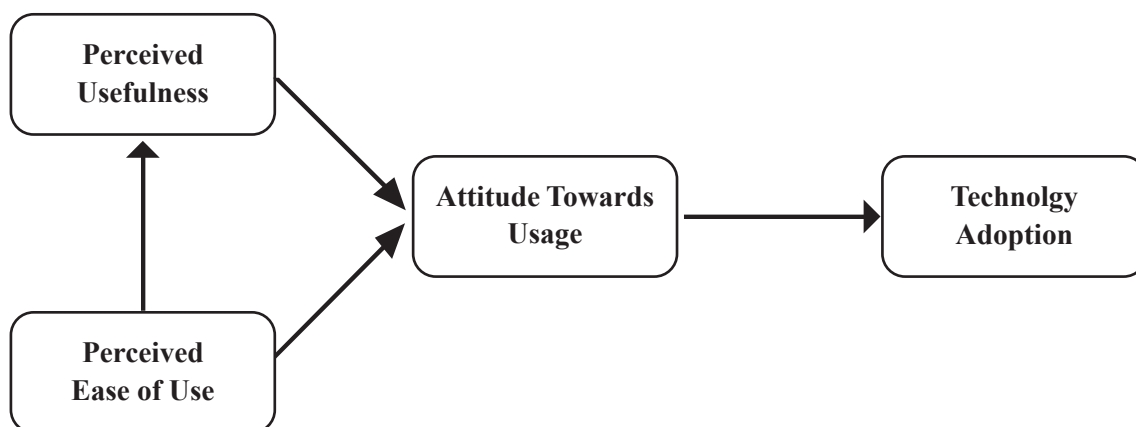 Perceived
Usefulness
Attitude Towards
Usage
Technolgy
Adoption
Perceived
Ease of Use